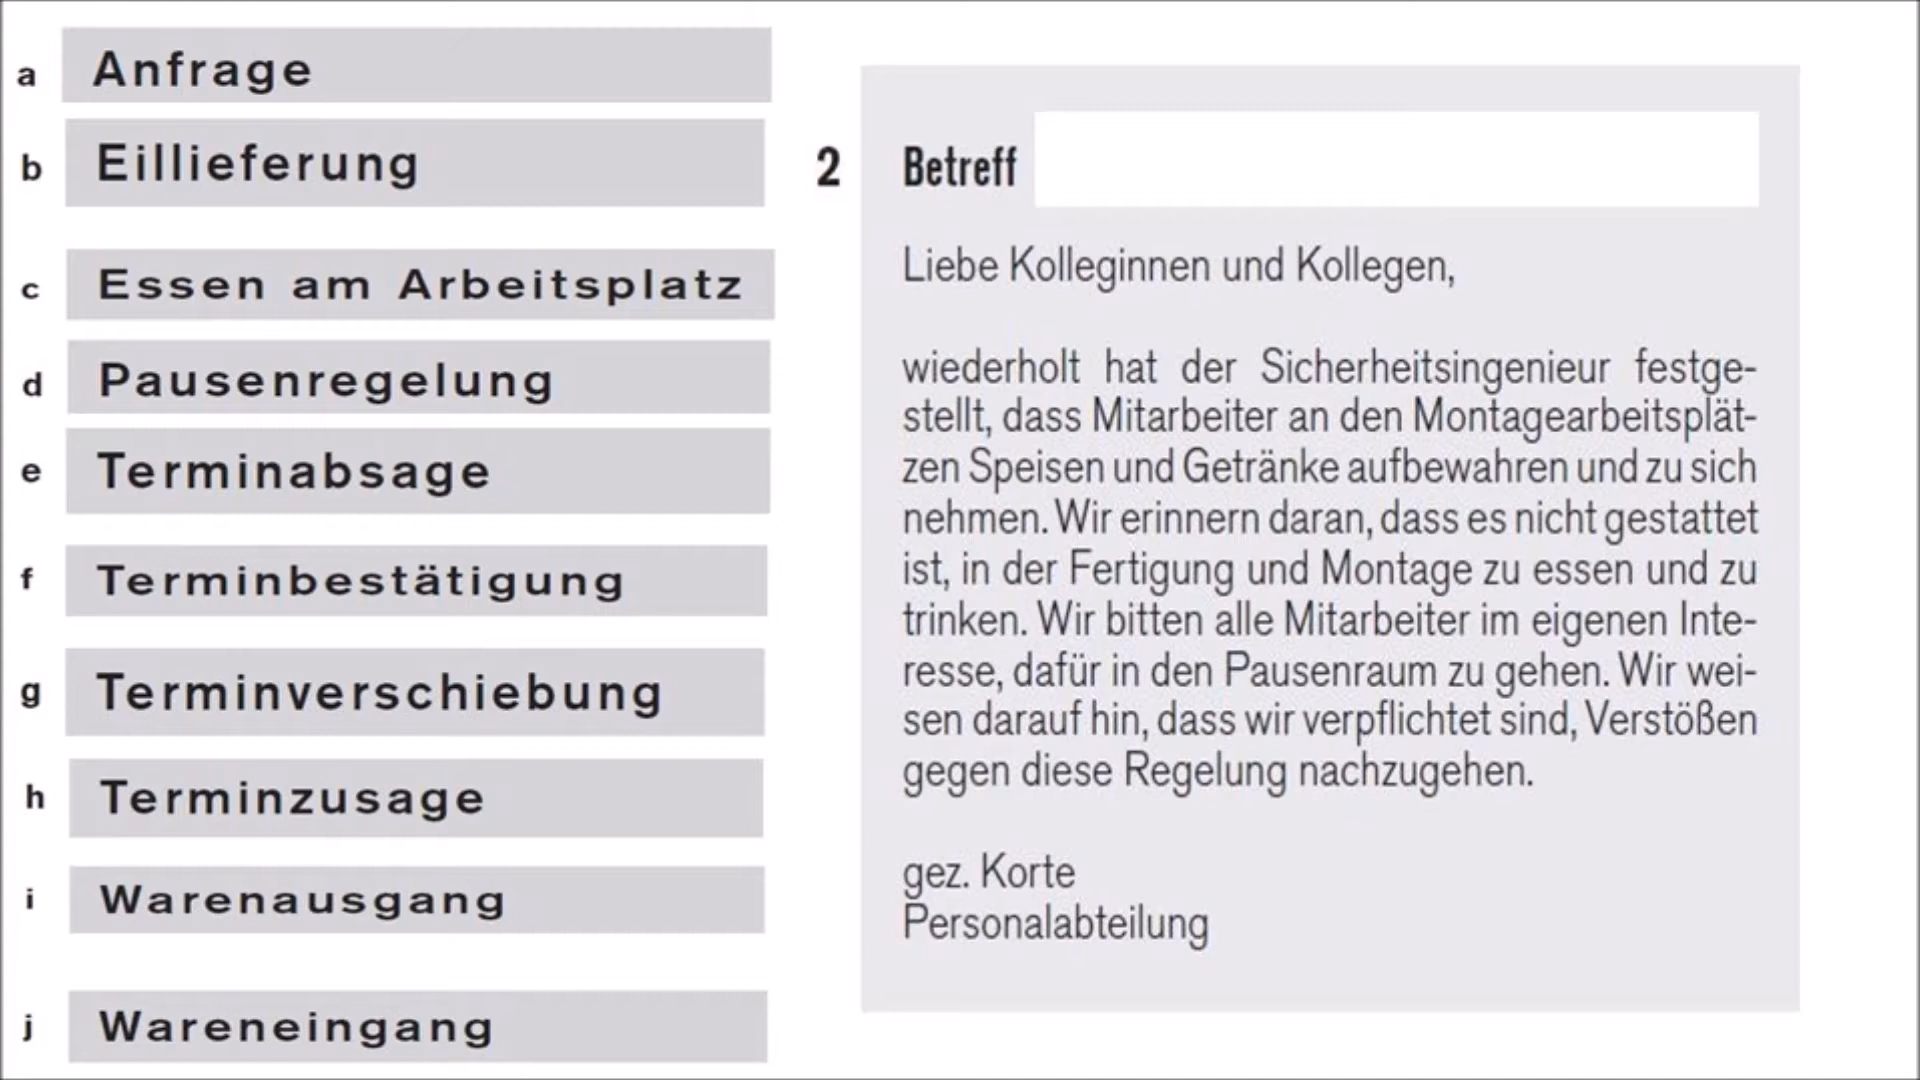 a Anfrage
b Eillieferung
c Essen am Arbeitsplatz
d Pausenregelung
e Terminabsage
f Terminbestätigung
g Terminverschiebung
h Terminzusage
i Warenausgang
j Wareneingang
2 Betreff
Liebe Kolleginnen und Kollegen,
wiederholt hat der Sicherheitsingenieur festge-
stellt, dass Mitarbeiter an den Montagearbeitsplät-
zen Speisen und Getränke aufbewahren und zu sich
nehmen. Wir erinnern daran, dass es nicht gestattet
ist, in der Fertigung und Montage zu essen und zu
trinken. Wir bitten alle Mitarbeiter im eigenen Inte-
resse, dafür in den Pausenraum zu gehen. Wir wei-
sen darauf hin, dass wir verpflichtet sind, Verstößen
gegen diese Regelung nachzugehen.
gez. Korte
Personalabteilung